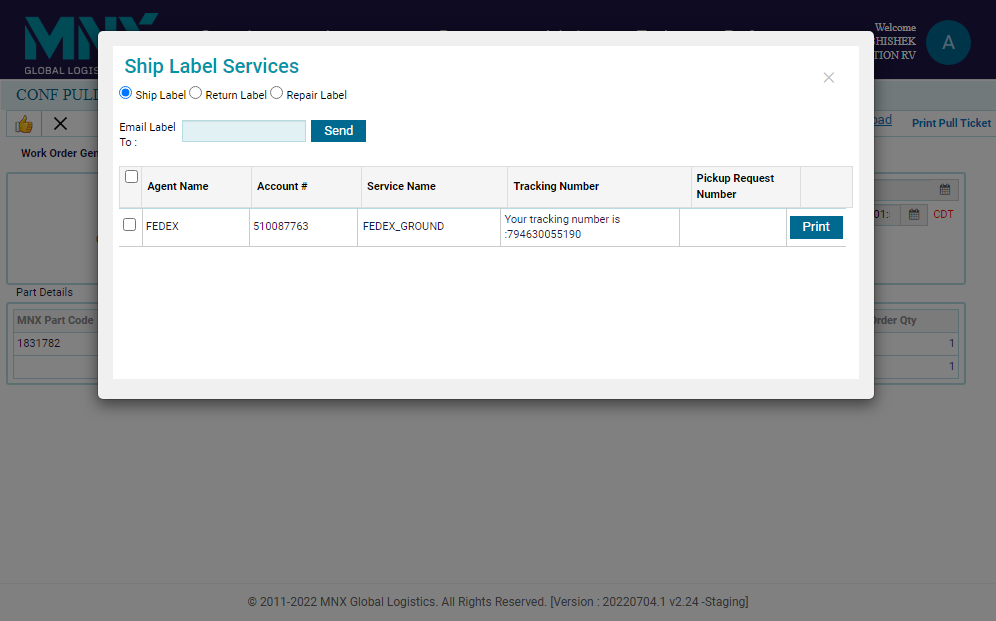 MNX
GLOBAL LOGIS
Welcome
HISHEK
TION RV
A
CONF PULL
oad
Print Pull Ticket
Work Order Gen
Ship Label Services
×
Ship Label Return Label Repair Label
Email Label
To :
Send
Agent Name Account # Service Name Tracking Number Pickup Request
Number
FEDEX 510087763 FEDEX_GROUND Your tracking number is
:794630055190
Print
01:
CDT
Part Details
MNX Part Code
Order Qty
1831782
1
1
© 2011-2022 MNX Global Logistics. All Rights Reserved. [Version : 20220704.1 v2.24 -Staging]